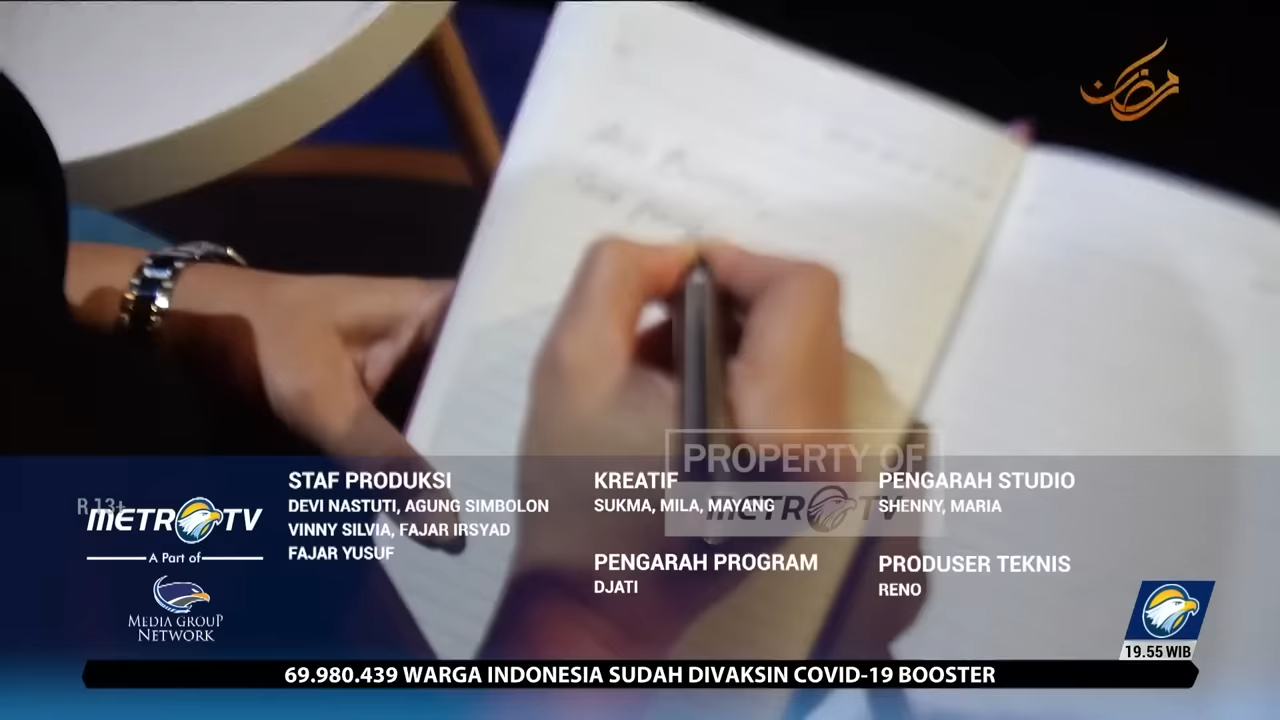 رمضان
STAF PRODUKSI
DEVI NASTUTI, AGUNG SIMBOLON
VINNY SILVIA, FAJAR IRSYAD
FAJAR YUSUF
KREATIF
SUKMA, MILA, MAYANG
PENGARAH PROGRAM
DJATI
PENGARAH STUDIO
SHENNY, MARIA
PRODUSER TEKNIS
RENO
PROPERTY OF
METRO TV
R 13+
METRO TV
A Part of
MEDIA GROUP
NETWORK
19.55 WIB
69.980.439 WARGA INDONESIA SUDAH DIVAKSIN COVID-19 BOOSTER